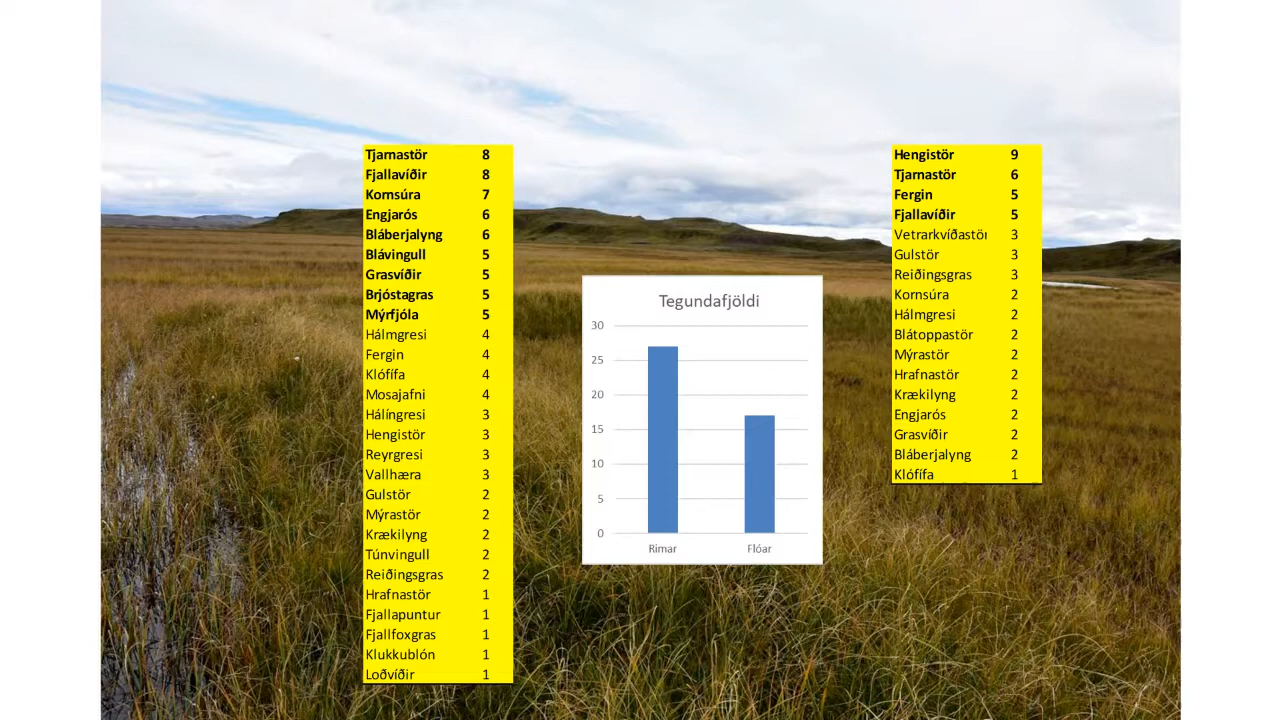 Tjarnastör 8
Fjallavíðir 8
Kornsúra 7
Engjarós 6
Bláberjalyng 6
Blávingull 5
Grasvíðir 5
Brjóstagras 5
Mýrfjóla 5
Hálmgresi 4
Fergin 4
Klófífa 4
Mosajafni 4
Hálíngresi 3
Hengistör 3
Reyrgresi 3
Vallhæra 3
Gulstör 2
Mýrastör 2
Krækilyng 2
Túnvingull 2
Reiðingsgras 2
Hrafnastör 1
Fjallapuntur 1
Fjallfoxgras 1
Klukkublón 1
Loðvíðir 1
Tegundafjöldi
30
25
20
15
10
5
0
Rimar Flóar
Hengistör 9
Tjarnastör 6
Fergin 5
Fjallavíðir 5
Vetrarkvíðastör 3
Gulstör 3
Reiðingsgras 3
Kornsúra 2
Hálmgresi 2
Blátoppastör 2
Mýrastör 2
Hrafnastör 2
Krækilyng 2
Engjarós 2
Grasvíðir 2
Bláberjalyng 2
Klófífa 1